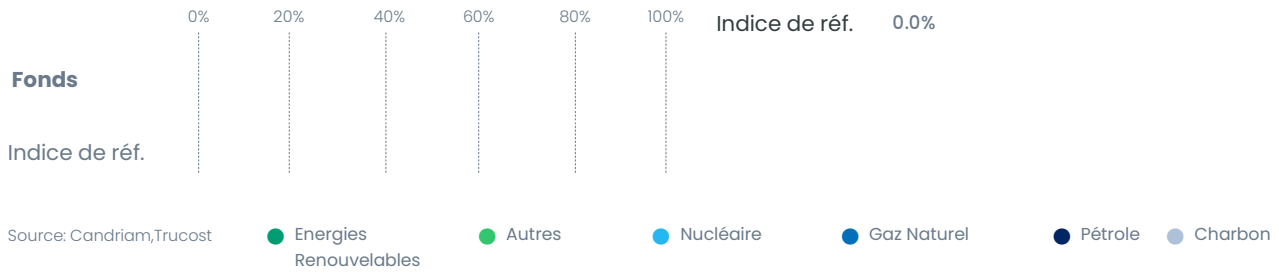 0% 20% 40% 60% 80% 100% Indice de réf. 0.0%
Fonds
Indice de réf.
Source: Candriam,Trucost Energies Autres Nucléaire Gaz Naturel Pétrole Charbon
Renouvelables